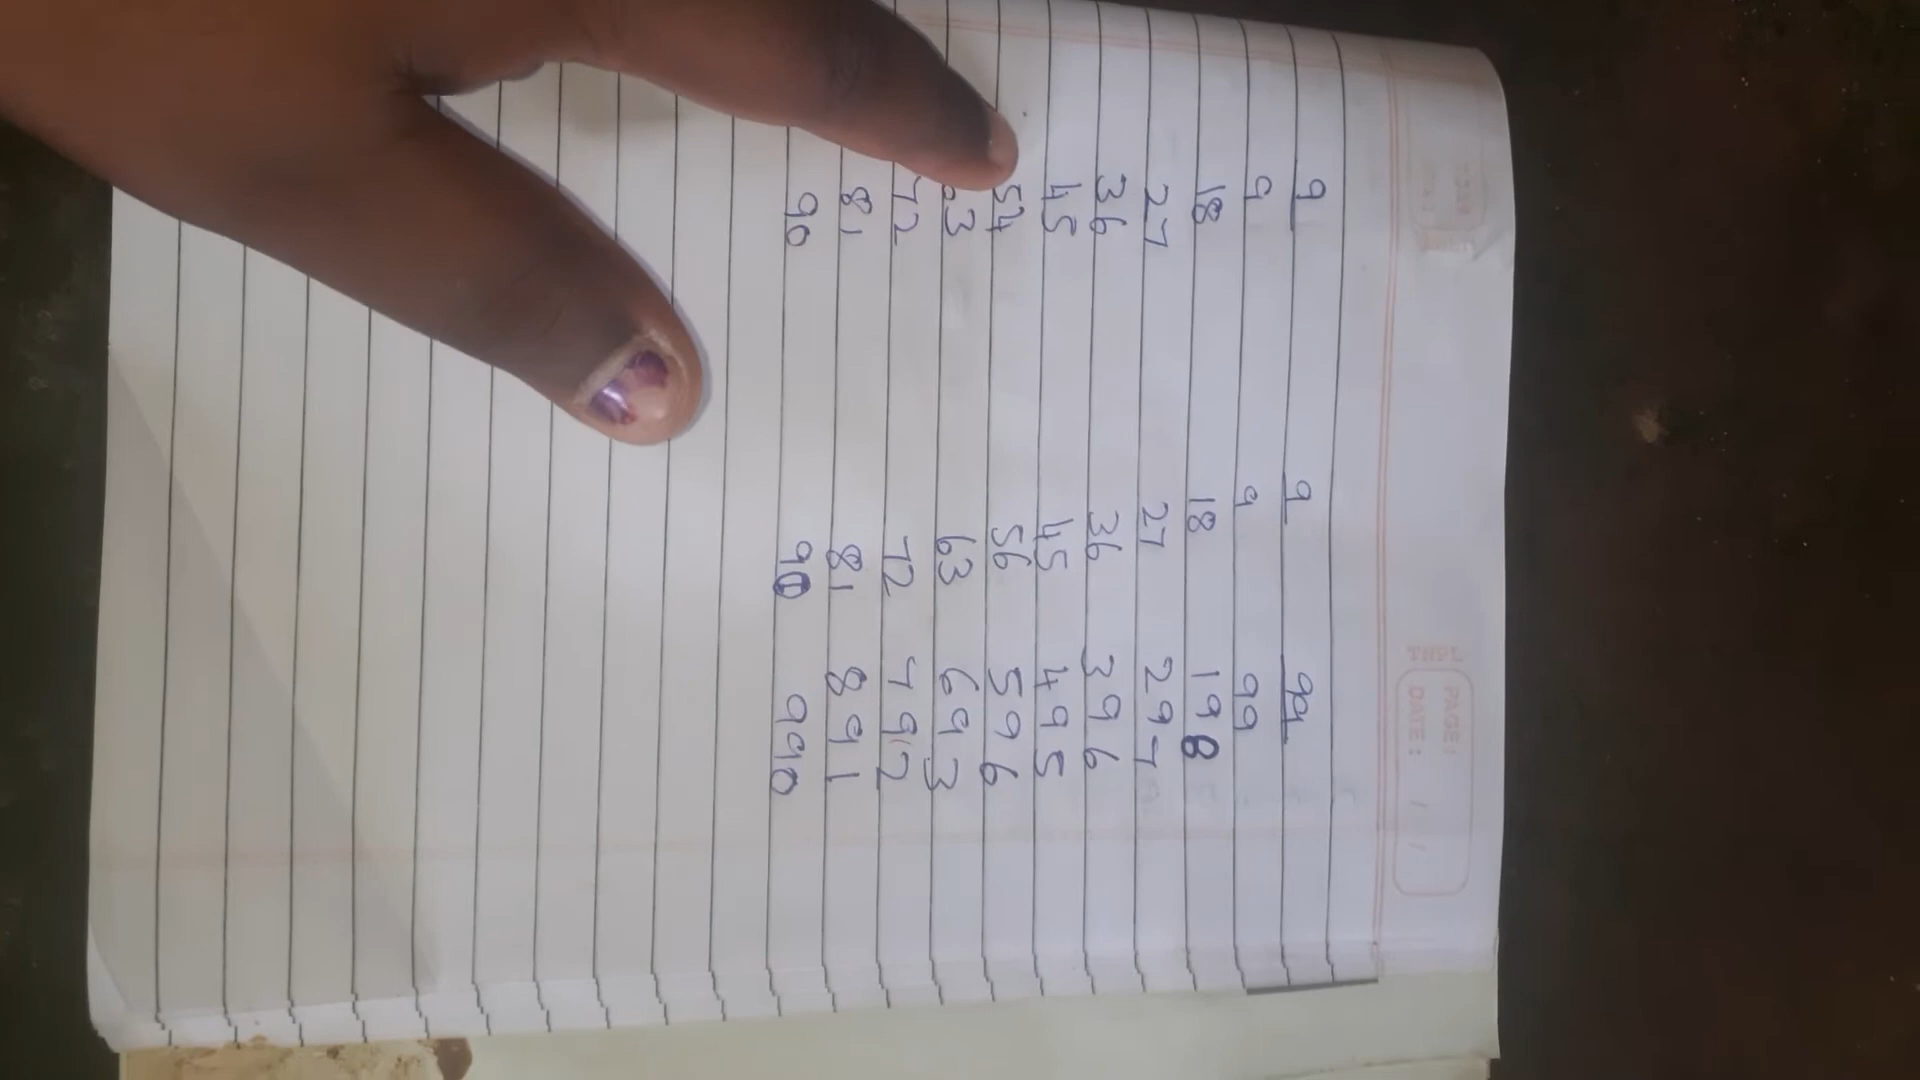 PAGE:
DATE: / /
9 9 99
9 9 99
18 18 198
27 27 297
36 36 396
45 45 495
54 56 596
63 63 693
72 72 792
81 81 891
90 90 990